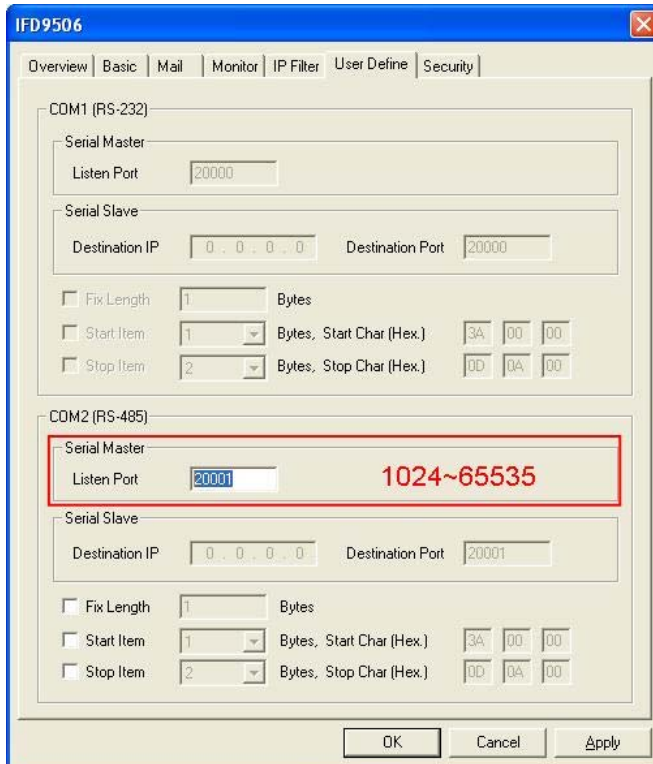 IFD9506
Overview Basic Mail Monitor IP Filter User Define Security
COM1 (RS-232)
Serial Master
Listen Port 20000
Serial Slave
Destination IP 0 . 0 . 0 . 0 Destination Port 20000
Fix Length 1 Bytes
Start Item 1 Bytes, Start Char (Hex.) 3A 00 00
Stop Item 2 Bytes, Stop Char (Hex.) 0D 0A 00
COM2 (RS-485)
Serial Master
Listen Port 20001 1024~65535
Serial Slave
Destination IP 0 . 0 . 0 . 0 Destination Port 20001
Fix Length 1 Bytes
Start Item 1 Bytes, Start Char (Hex.) 3A 00 00
Stop Item 2 Bytes, Stop Char (Hex.) 0D 0A 00
OK Cancel Apply